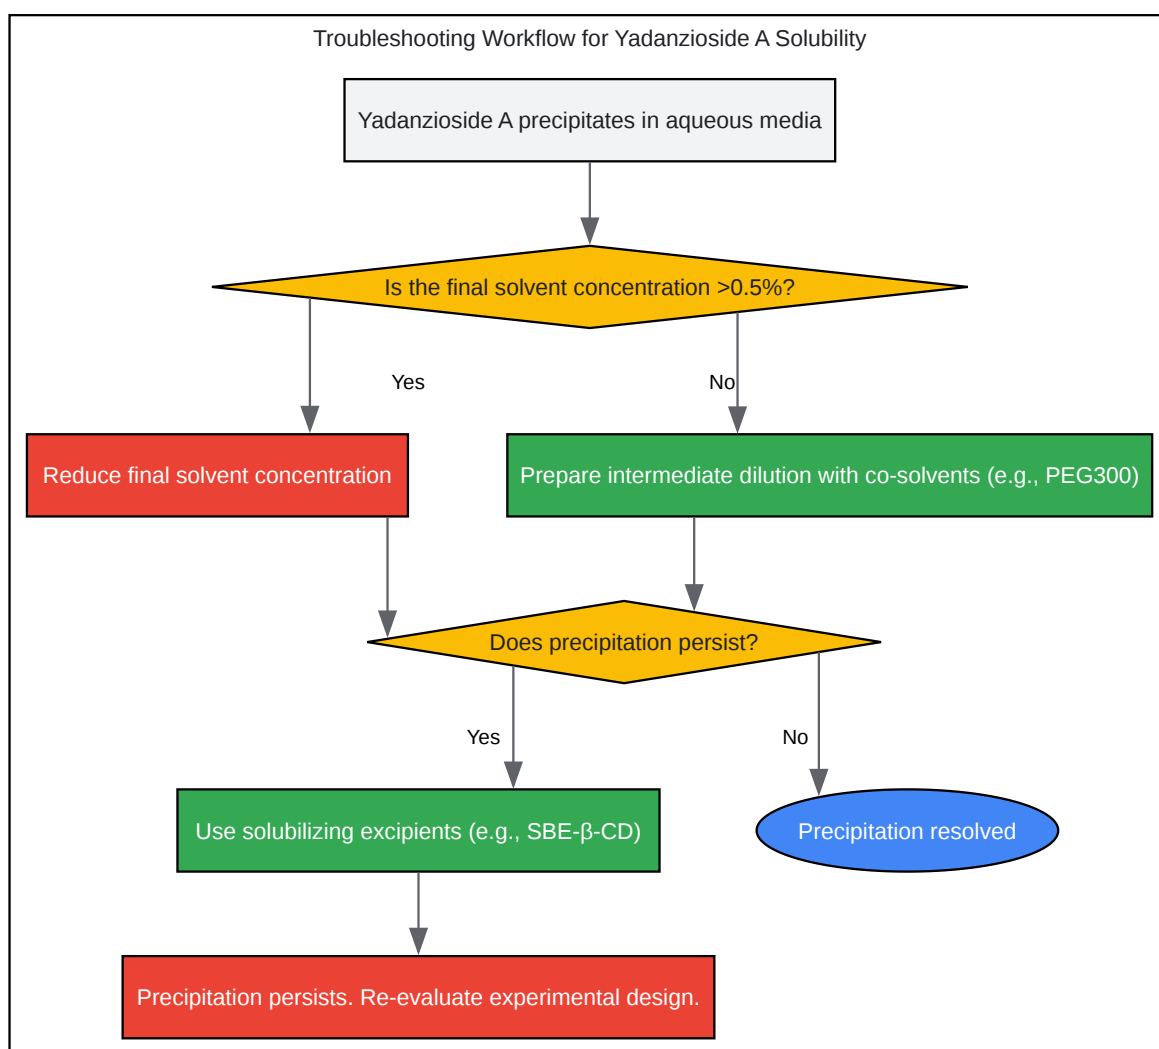 Troubleshooting Workflow for Yadanzioside A Solubility
Yadanzioside A precipitates in aqueous media
Is the final solvent concentration >0.5%?
Yes
No
Reduce final solvent concentration
Prepare intermediate dilution with co-solvents (e.g., PEG300)
Does precipitation persist?
Yes
No
Use solubilizing excipients (e.g., SBE-β-CD)
Precipitation resolved
Precipitation persists. Re-evaluate experimental design.